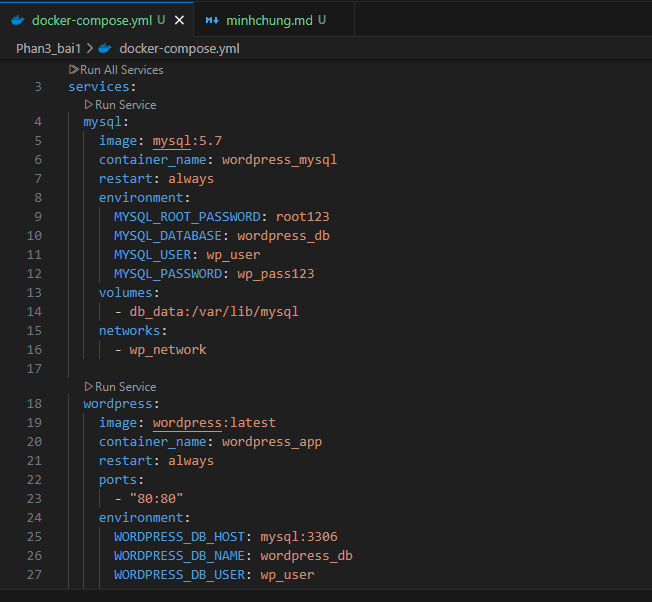 docker-compose.yml U ×
minhchung.md U
Phan3_bai1 > docker-compose.yml
Run All Services
3 services:
Run Service
4 mysql:
5 image: mysql:5.7
6 container_name: wordpress_mysql
7 restart: always
8 environment:
9 MYSQL_ROOT_PASSWORD: root123
10 MYSQL_DATABASE: wordpress_db
11 MYSQL_USER: wp_user
12 MYSQL_PASSWORD: wp_pass123
13 volumes:
14 - db_data:/var/lib/mysql
15 networks:
16 - wp_network
17
Run Service
18 wordpress:
19 image: wordpress:latest
20 container_name: wordpress_app
21 restart: always
22 ports:
23 - "80:80"
24 environment:
25 WORDPRESS_DB_HOST: mysql:3306
26 WORDPRESS_DB_NAME: wordpress_db
27 WORDPRESS_DB_USER: wp_user